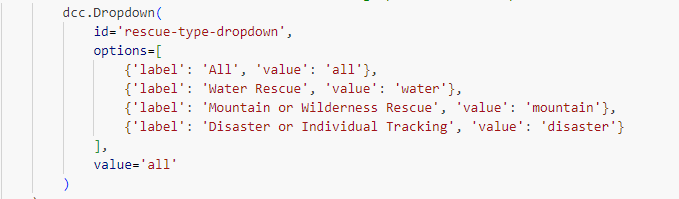 dcc.Dropdown(
id='rescue-type-dropdown',
options=[
{'label': 'All', 'value': 'all'},
{'label': 'Water Rescue', 'value': 'water'},
{'label': 'Mountain or Wilderness Rescue', 'value': 'mountain'},
{'label': 'Disaster or Individual Tracking', 'value': 'disaster'}
],
value='all'
)